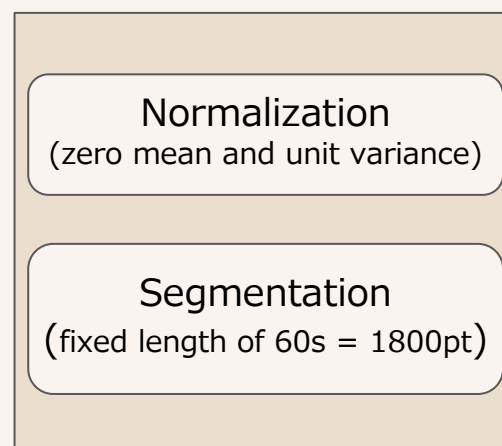 Normalization
(zero mean and unit variance)
Segmentation
(fixed length of 60s = 1800pt)